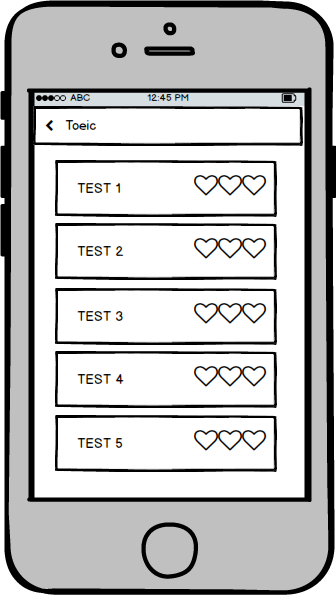 ABC 12:45 PM
Toeic
TEST 1
TEST 2
TEST 3
TEST 4
TEST 5